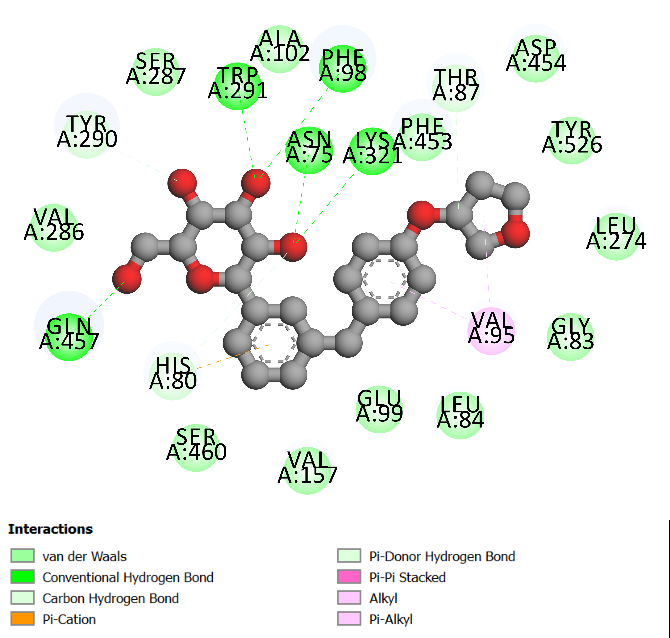 ALA
A:102
PHE
A:98
SER
A:287
TRP
A:291
ASP
A:454
THR
A:87
TYR
A:290
ASN
A:75
LYS
A:321
PHE
A:453
TYR
A:526
VAL
A:286
LEU
A:274
GLN
A:457
VAL
A:95
GLY
A:83
HIS
A:80
GLU
A:99
LEU
A:84
SER
A:460
VAL
A:157
Interactions
van der Waals
Conventional Hydrogen Bond
Carbon Hydrogen Bond
Pi-Cation
Pi-Donor Hydrogen Bond
Pi-Pi Stacked
Alkyl
Pi-Alkyl